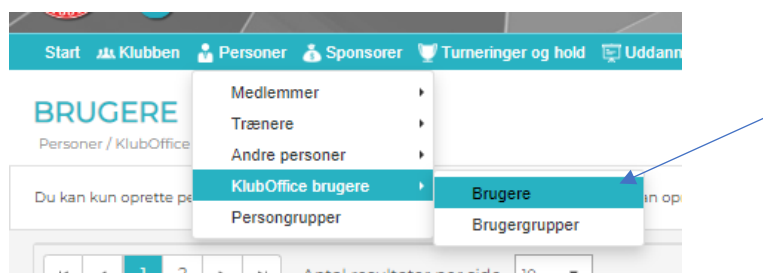 Start Klubben Personer Sponsorer Turneringer og hold Uddann
BRUGERE
Personer / KlubOffice
Du kan kun oprette pe
Medlemmer
Trænere
Andre personer
KlubOffice brugere
Persongrupper
Brugere
Brugergrupper
an op
1 2 Antal resultater per side 10